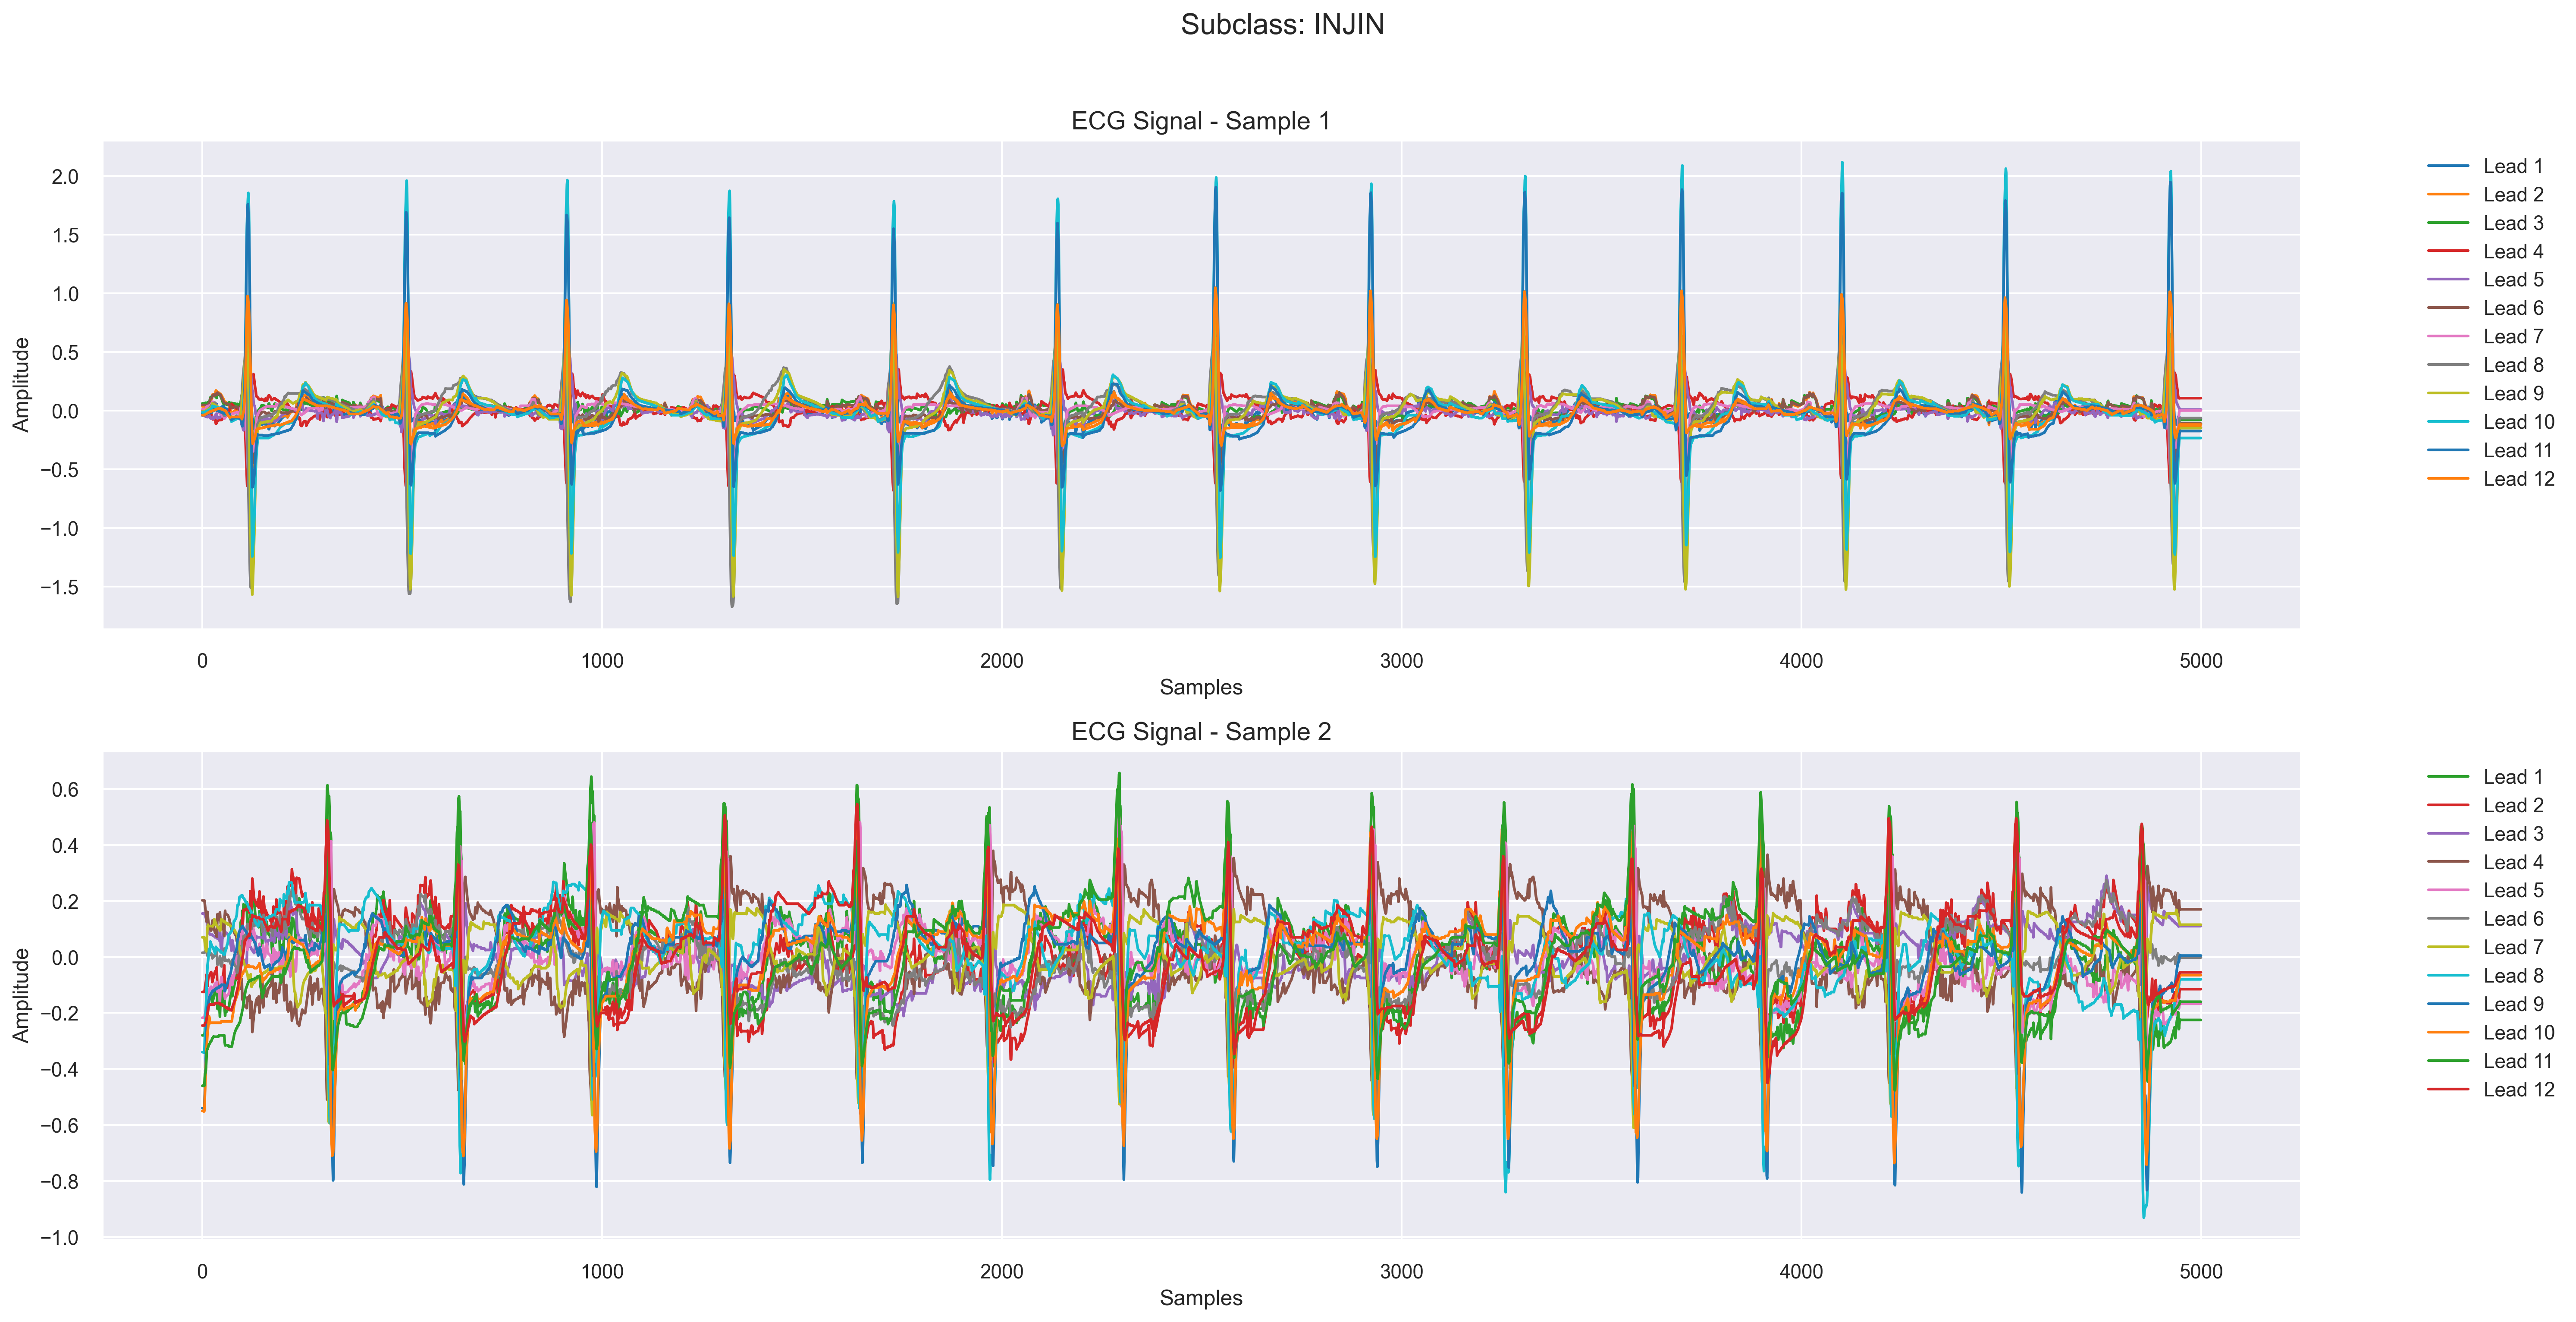 Subclass: INJIN
ECG Signal - Sample 1
2.0
1.5
1.0
0.5
0.0
−0.5
−1.0
−1.5
Amplitude
0 1000 2000 3000 4000 5000
Samples
Lead 1
Lead 2
Lead 3
Lead 4
Lead 5
Lead 6
Lead 7
Lead 8
Lead 9
Lead 10
Lead 11
Lead 12
ECG Signal - Sample 2
0.6
0.4
0.2
0.0
−0.2
−0.4
−0.6
−0.8
−1.0
Amplitude
0 1000 2000 3000 4000 5000
Samples
Lead 1
Lead 2
Lead 3
Lead 4
Lead 5
Lead 6
Lead 7
Lead 8
Lead 9
Lead 10
Lead 11
Lead 12